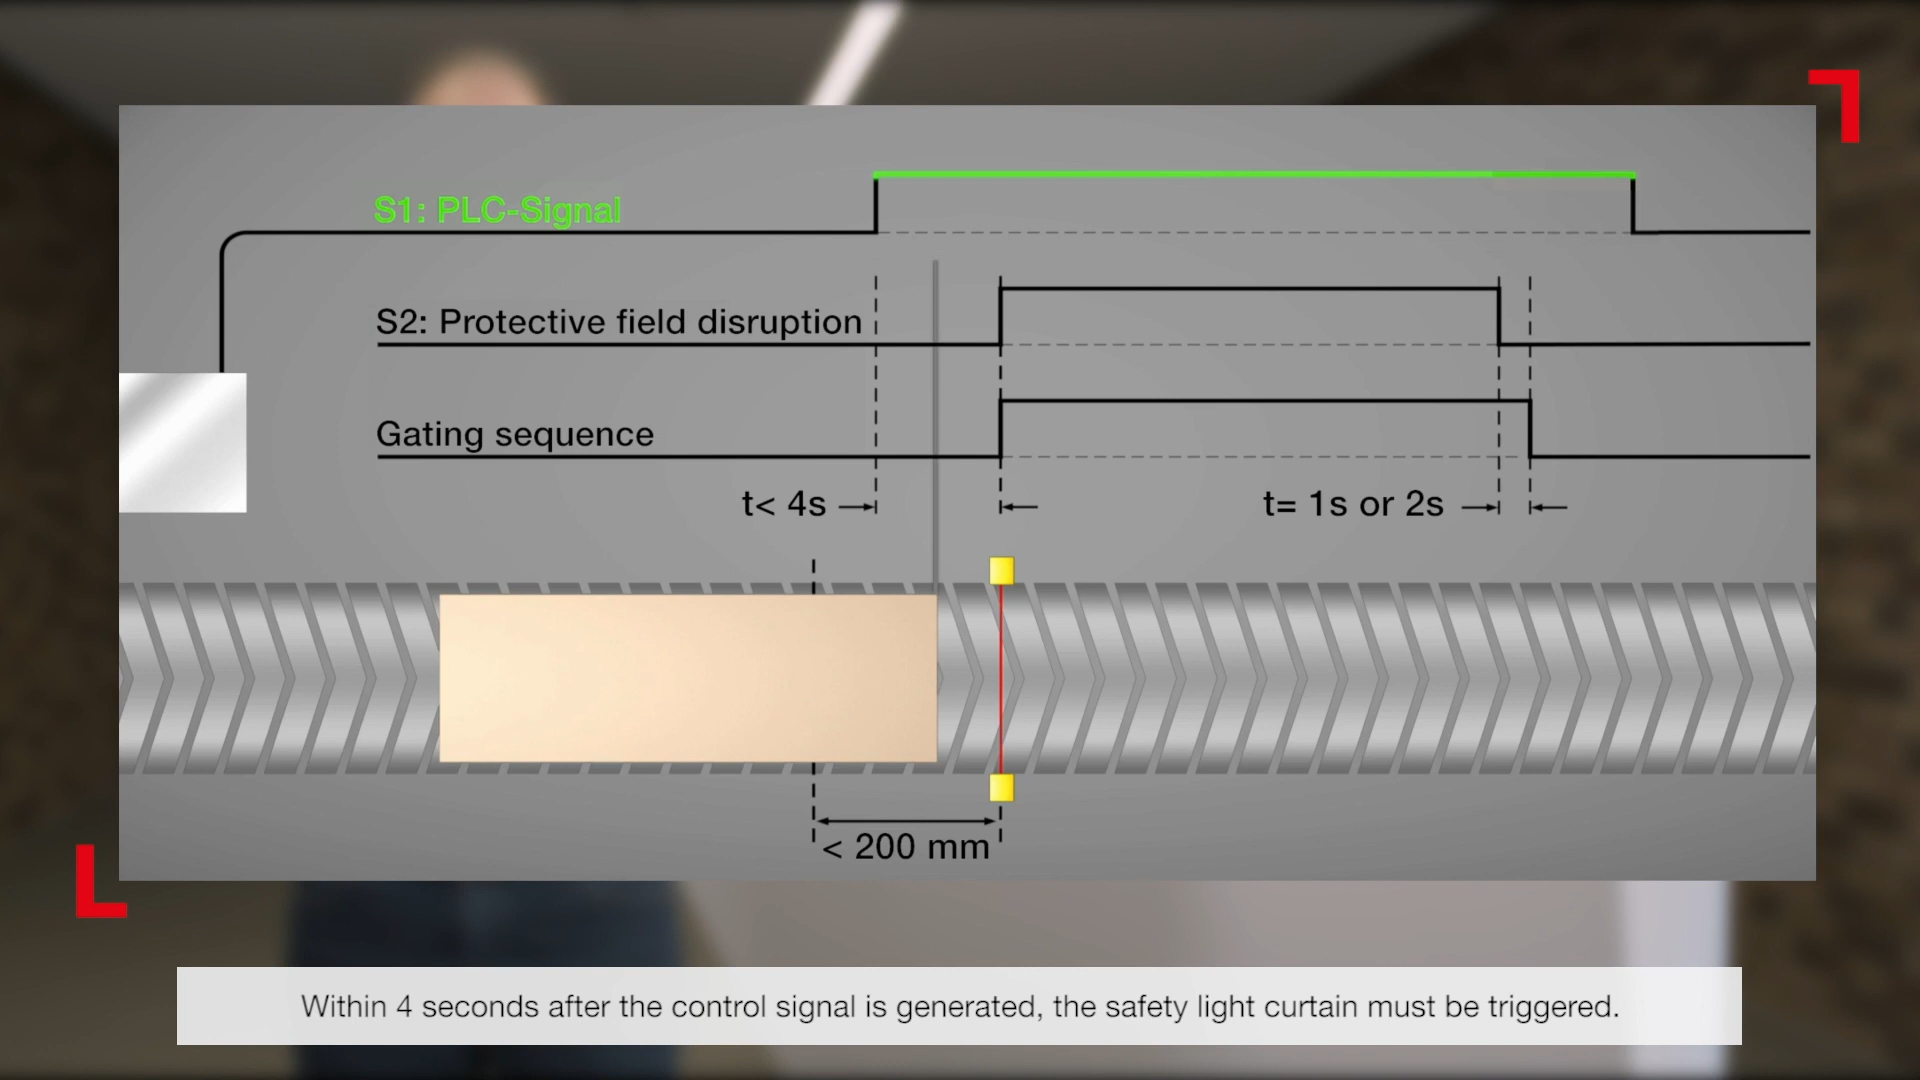 S1: PLC-Signal
S2: Protective field disruption
Gating sequence
t< 4s
t= 1s or 2s
< 200 mm
Within 4 seconds after the control signal is generated, the safety light curtain must be triggered.